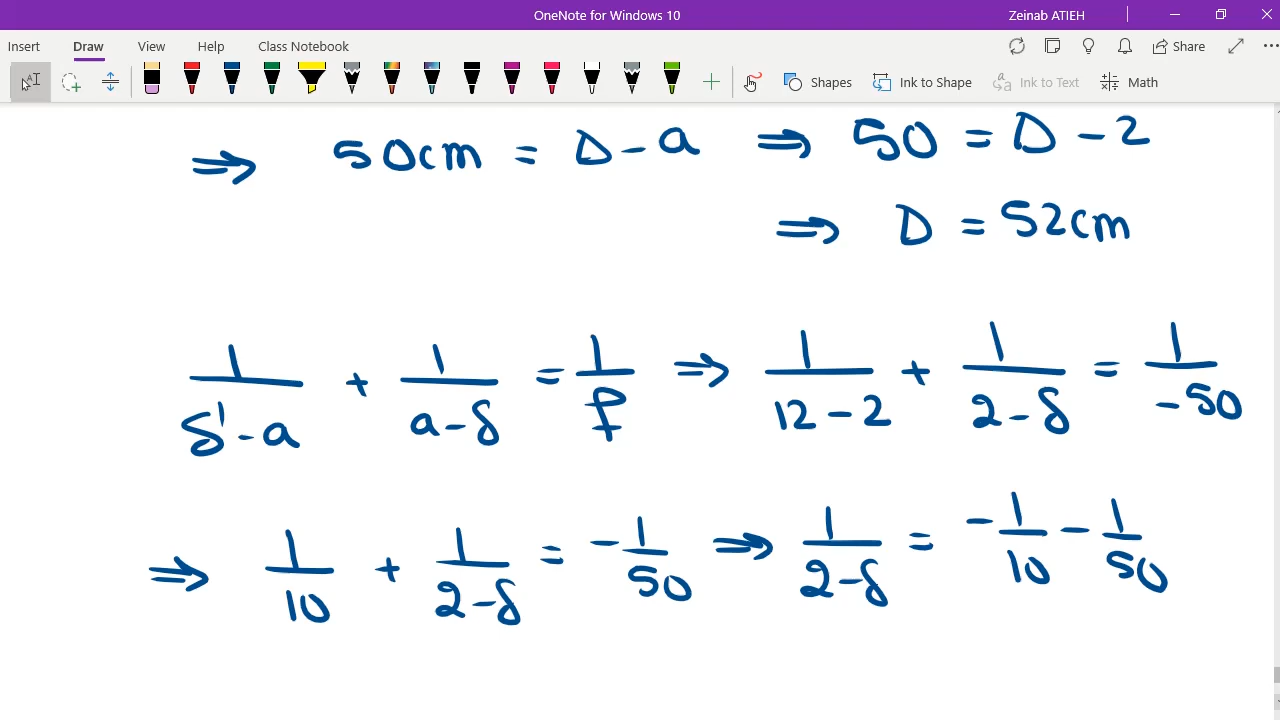 OneNote for Windows 10
Zeinab ATIEH
Insert Draw View Help Class Notebook Share
Shapes Ink to Shape Ink to Text Math
⇒ 50cm = D - a ⇒ 50 = D - 2
⇒ D = 52cm
1/(δ' - a) + 1/(a - δ) = 1/f ⇒ 1/(12 - 2) + 1/(2 - δ) = 1/(-50)
⇒ 1/10 + 1/(2 - δ) = -1/50 ⇒ 1/(2 - δ) = -1/10 - 1/50